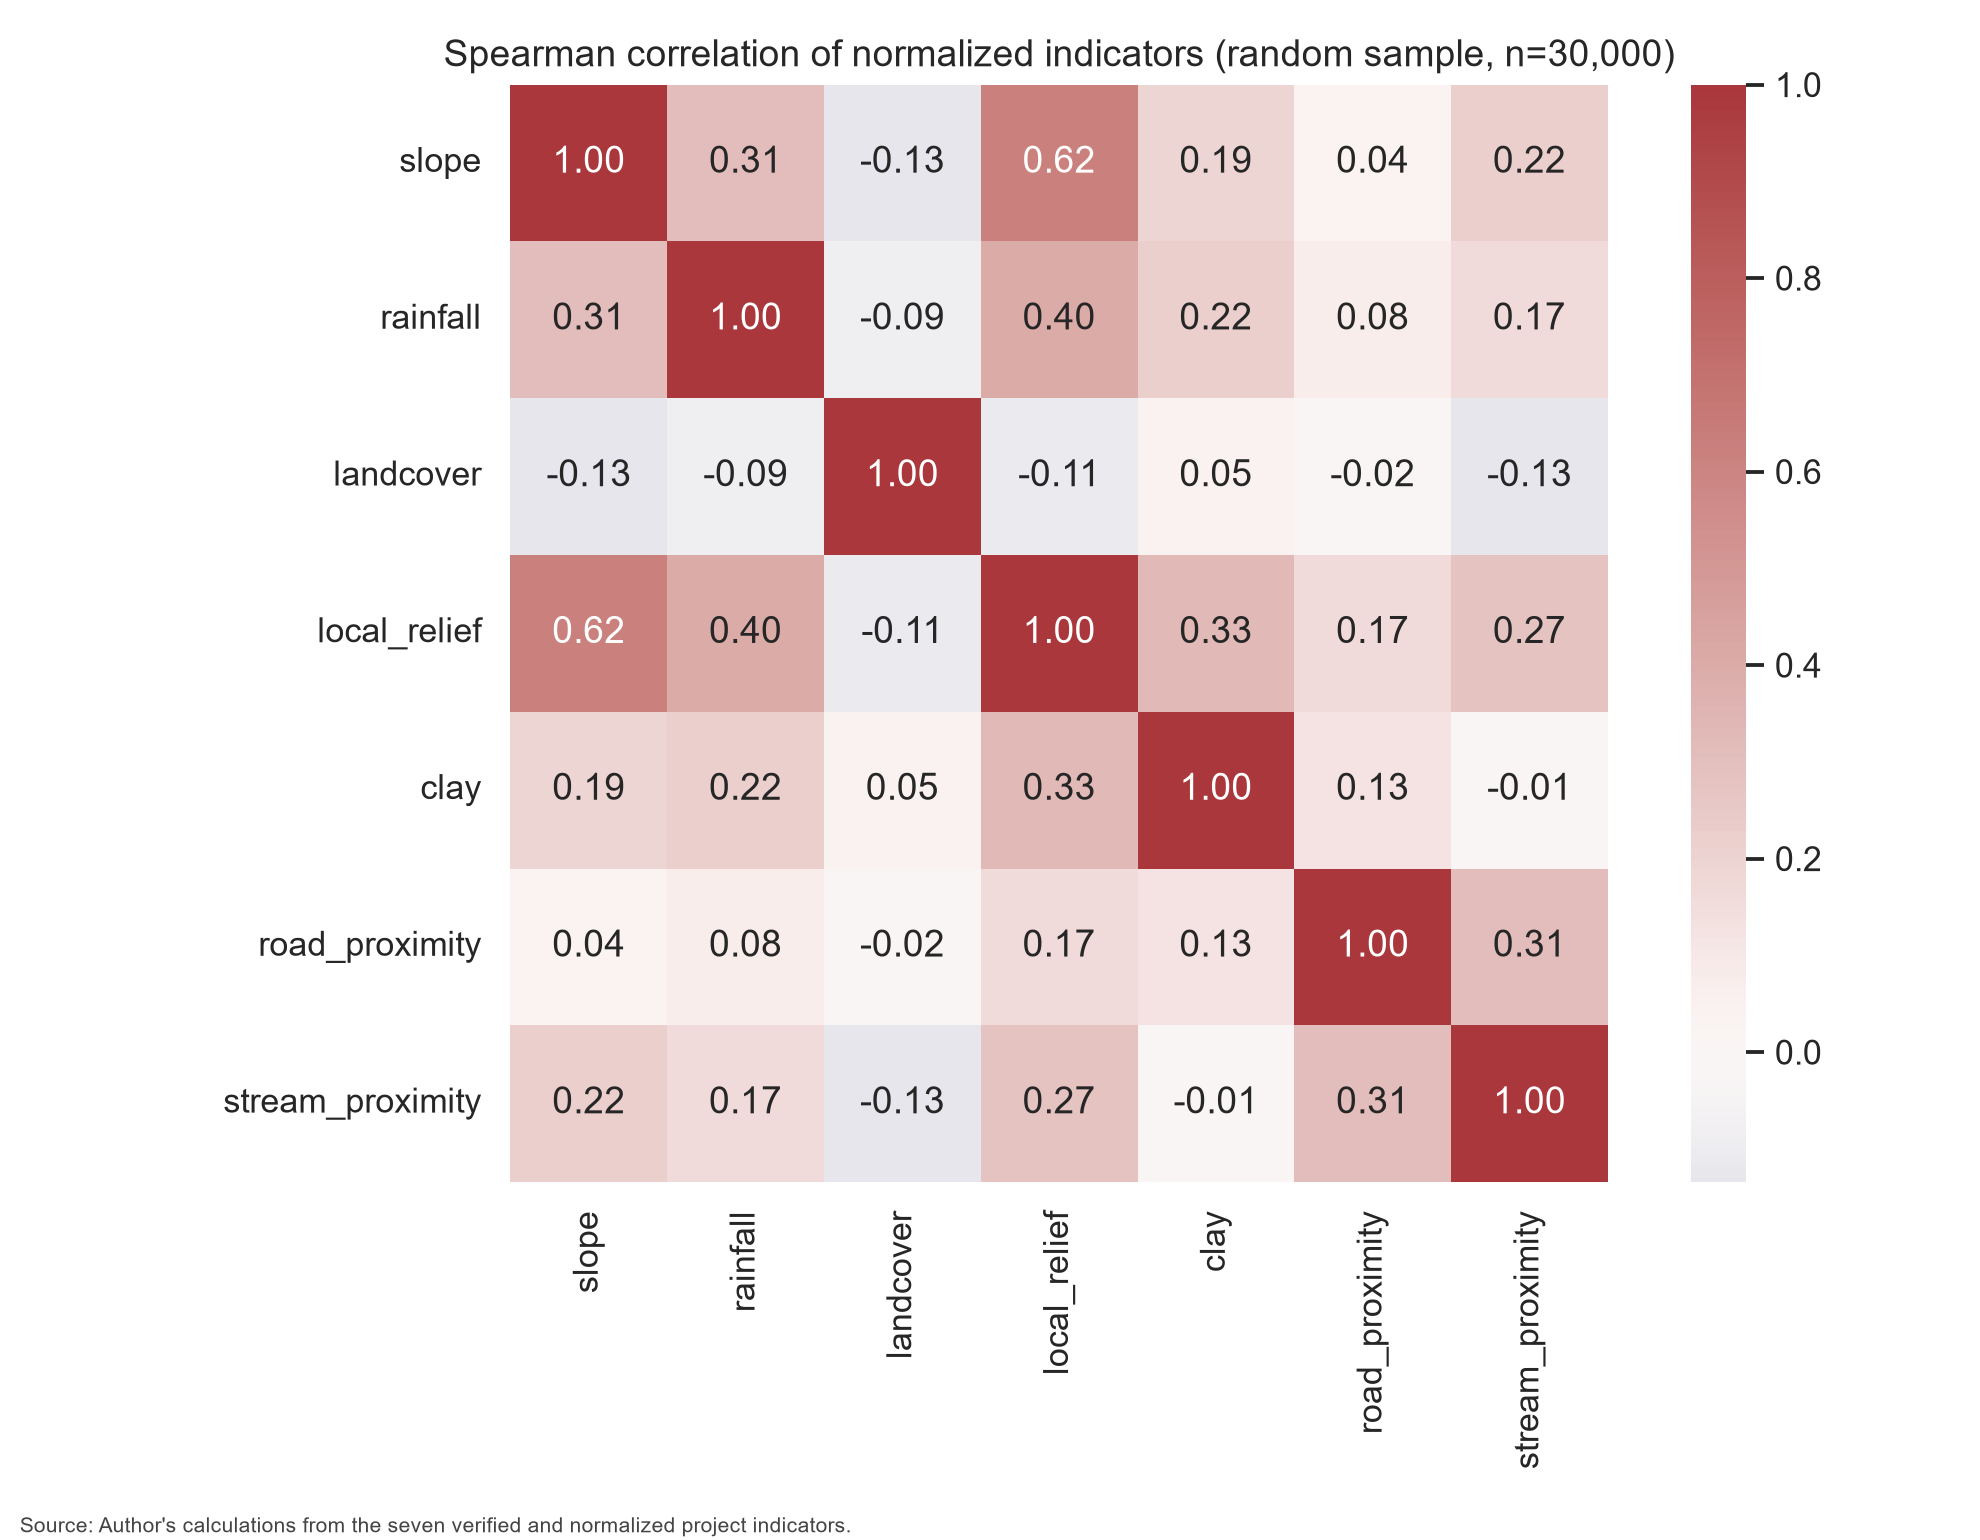 Spearman correlation of normalized indicators (random sample, n=30,000)
slope 1.00 0.31 -0.13 0.62 0.19 0.04 0.22
rainfall 0.31 1.00 -0.09 0.40 0.22 0.08 0.17
landcover -0.13 -0.09 1.00 -0.11 0.05 -0.02 -0.13
local_relief 0.62 0.40 -0.11 1.00 0.33 0.17 0.27
clay 0.19 0.22 0.05 0.33 1.00 0.13 -0.01
road_proximity 0.04 0.08 -0.02 0.17 0.13 1.00 0.31
stream_proximity 0.22 0.17 -0.13 0.27 -0.01 0.31 1.00
slope
rainfall
landcover
local_relief
clay
road_proximity
stream_proximity
1.0
0.8
0.6
0.4
0.2
0.0
Source: Author's calculations from the seven verified and normalized project indicators.